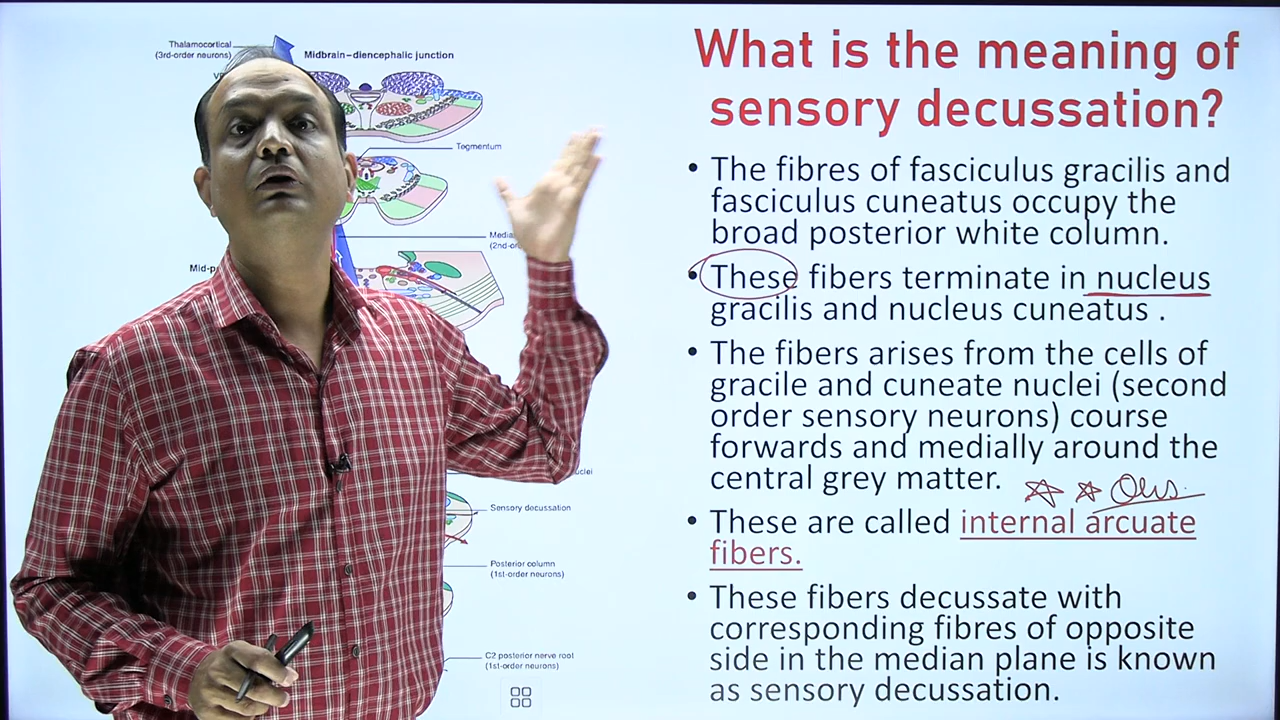 What is the meaning of
sensory decussation?
• The fibres of fasciculus gracilis and
fasciculus cuneatus occupy the
broad posterior white column.
• These fibers terminate in nucleus
gracilis and nucleus cuneatus .
• The fibers arises from the cells of
gracile and cuneate nuclei (second
order sensory neurons) course
forwards and medially around the
central grey matter.
• These are called internal arcuate
fibers.
• These fibers decussate with
corresponding fibres of opposite
side in the median plane is known
as sensory decussation.
Thalamocortical
(3rd-order neurons)
Midbrain–diencephalic junction
Tegmentum
(2nd-or
Sensory decussation
Posterior column
(1st-order neurons)
C2 posterior nerve root
(1st-order neurons)